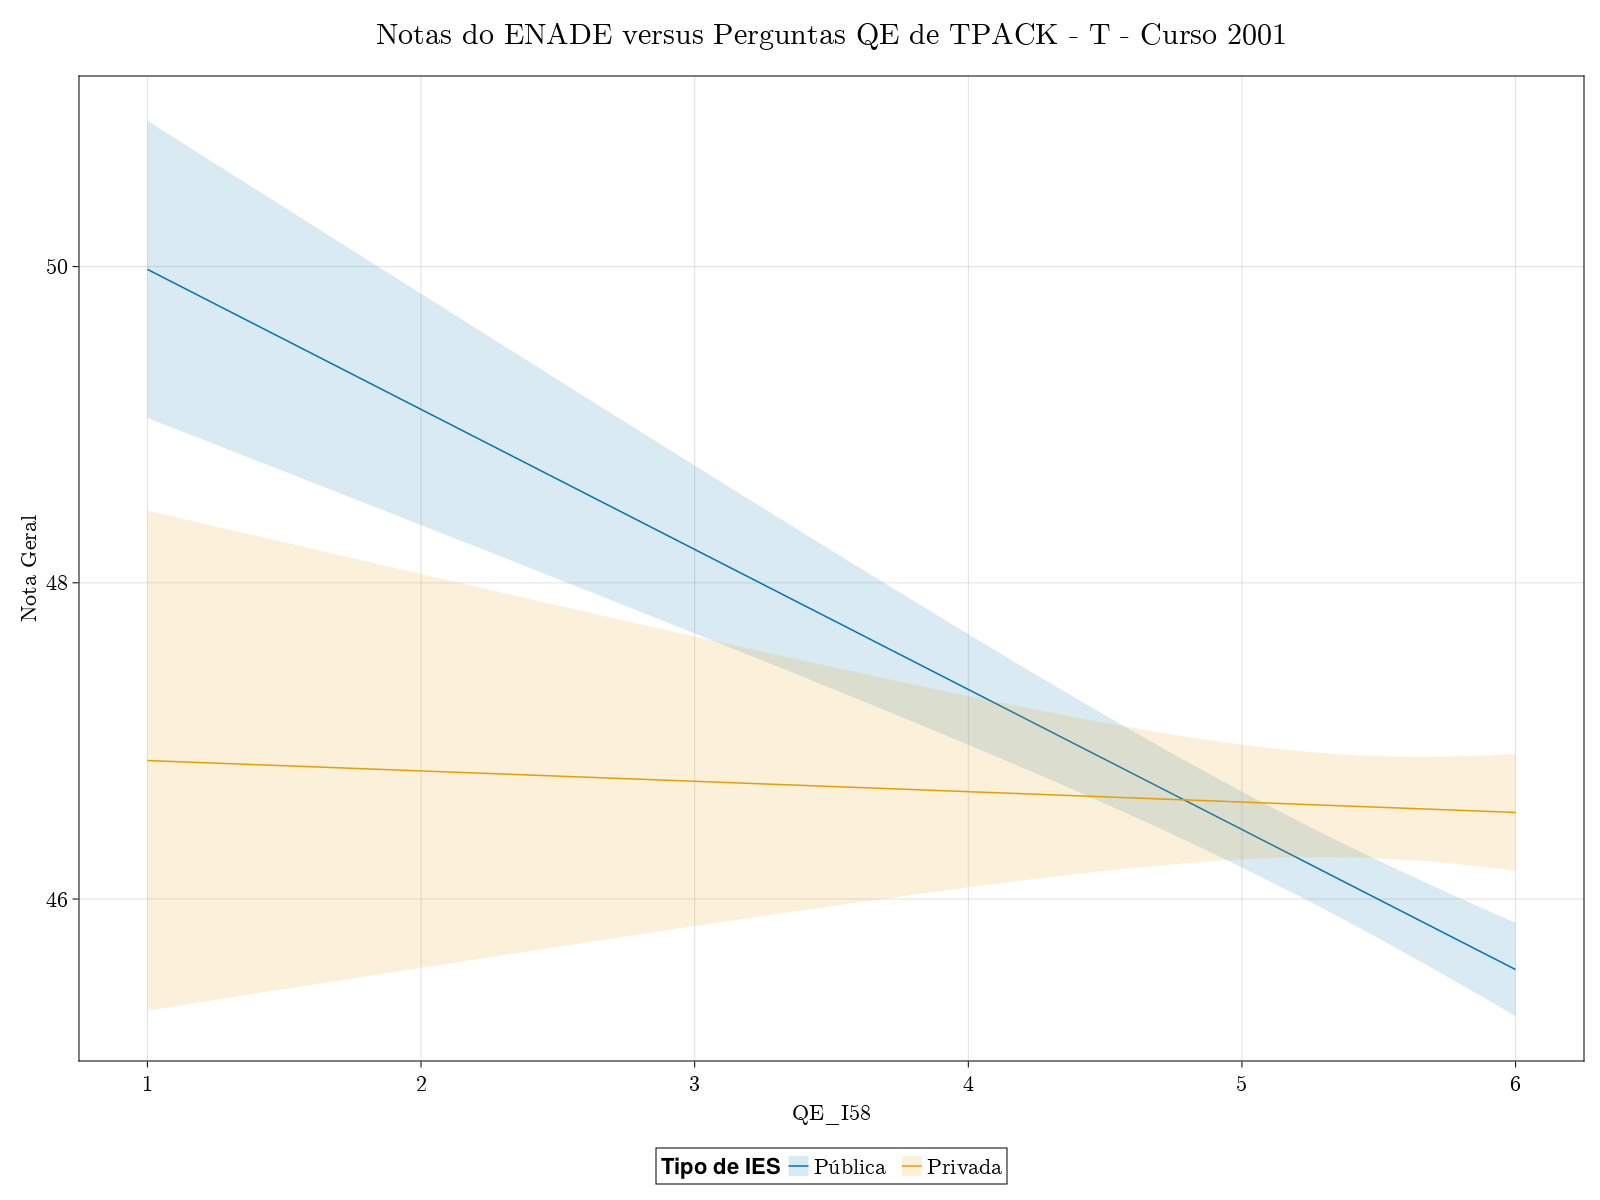 Notas do ENADE versus Perguntas QE de TPACK - T - Curso 2001
50
48
46
Nota Geral
1 2 3 4 5 6
QE_I58
Tipo de IES Pública Privada